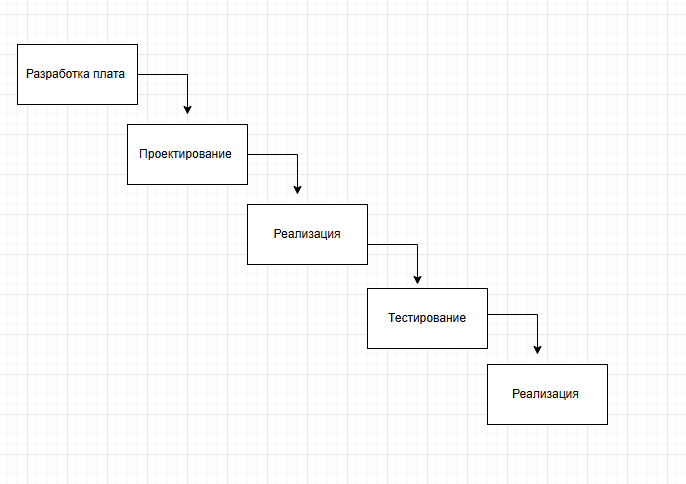 Разработка плата
Проектирование
Реализация
Тестирование
Реализация